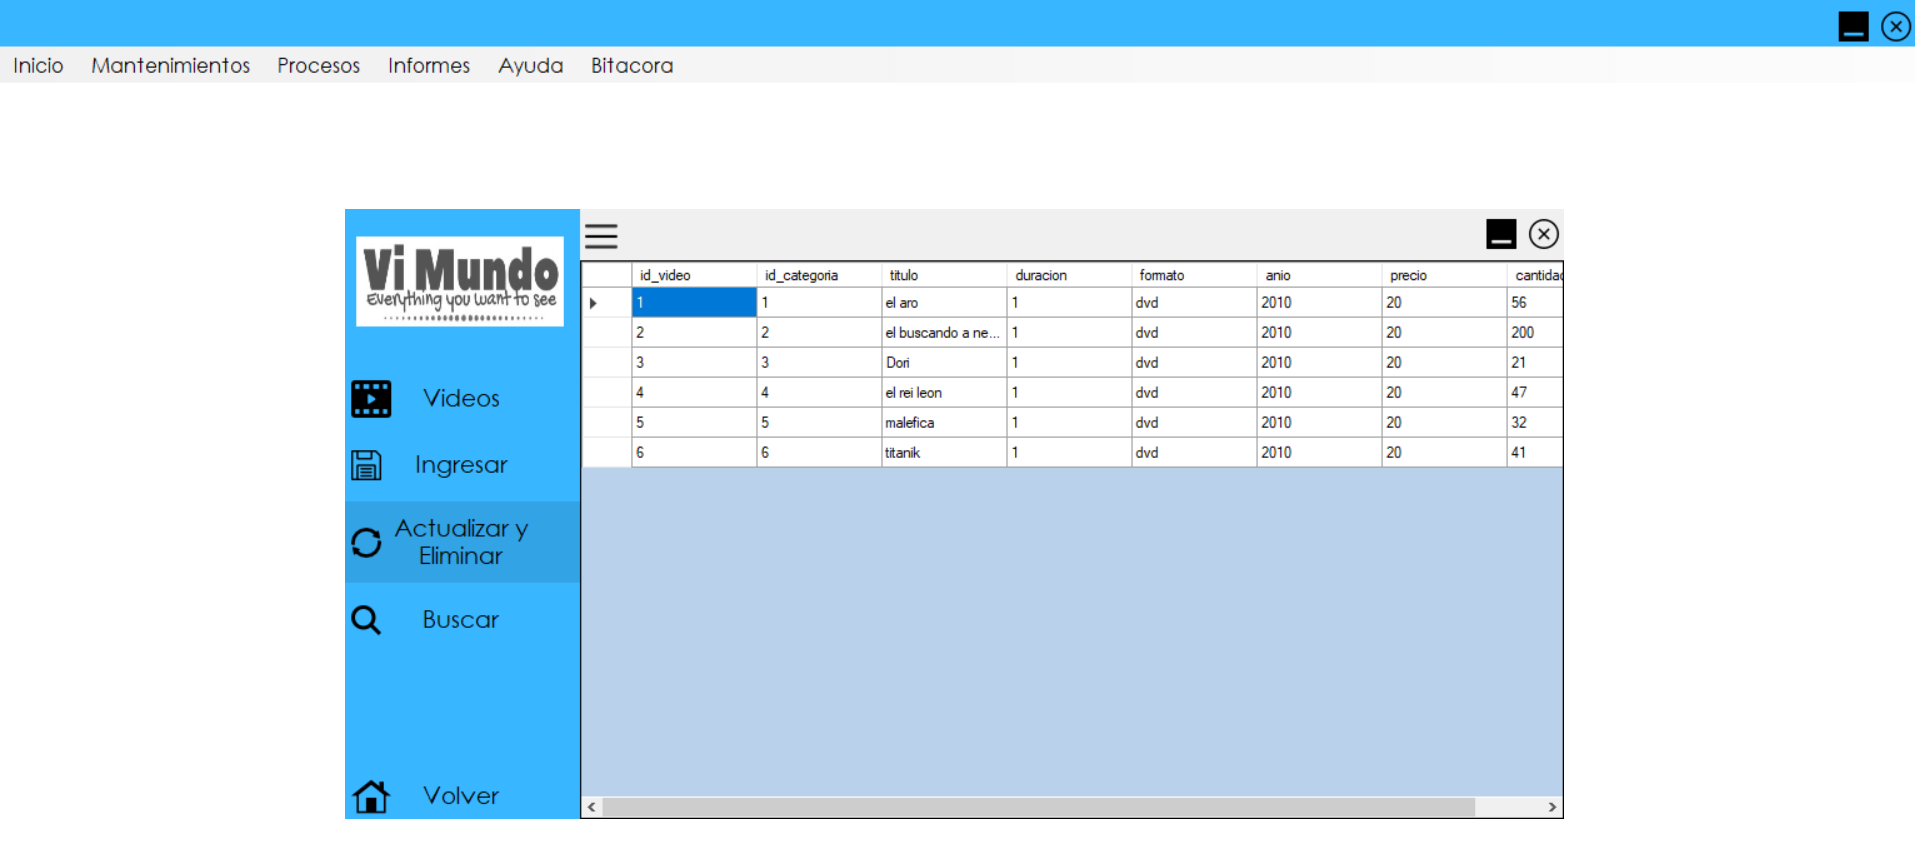 Inicio Mantenimientos Procesos Informes Ayuda Bitacora
Vi Mundo
Everything you want to see
Videos
Ingresar
Actualizar y
Eliminar
Buscar
Volver
id_video id_categoria titulo duracion formato anio precio cantidad
1 1 el aro 1 dvd 2010 20 56
2 2 el buscando a ne... 1 dvd 2010 20 200
3 3 Dori 1 dvd 2010 20 21
4 4 el rei leon 1 dvd 2010 20 47
5 5 malefica 1 dvd 2010 20 32
6 6 titanik 1 dvd 2010 20 41